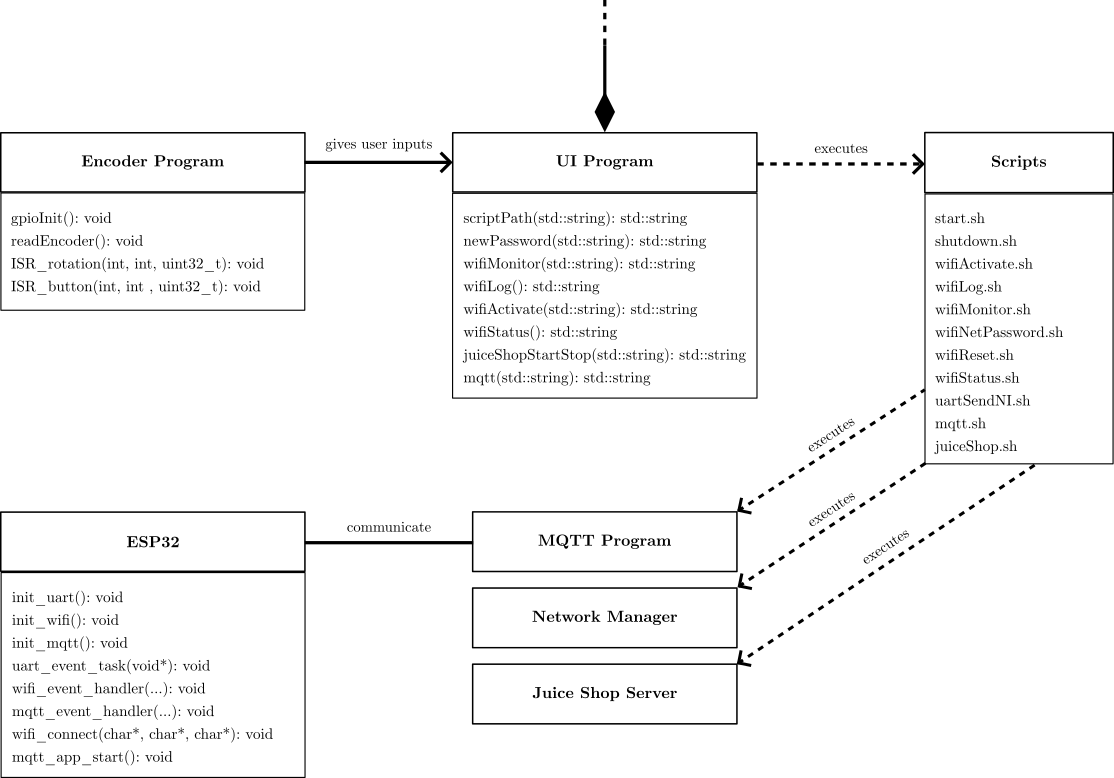 gives user inputs
executes
Encoder Program
UI Program
Scripts
gpioInit(): void
readEncoder(): void
ISR_rotation(int, int, uint32_t): void
ISR_button(int, int , uint32_t): void
scriptPath(std::string): std::string
newPassword(std::string): std::string
wifiMonitor(std::string): std::string
wifiLog(): std::string
wifiActivate(std::string): std::string
wifiStatus(): std::string
juiceShopStartStop(std::string): std::string
mqtt(std::string): std::string
start.sh
shutdown.sh
wifiActivate.sh
wifiLog.sh
wifiMonitor.sh
wifiNetPassword.sh
wifiReset.sh
wifiStatus.sh
uartSendNI.sh
mqtt.sh
juiceShop.sh
executes
executes
executes
communicate
ESP32
MQTT Program
Network Manager
Juice Shop Server
init_uart(): void
init_wifi(): void
init_mqtt(): void
uart_event_task(void*): void
wifi_event_handler(...): void
mqtt_event_handler(...): void
wifi_connect(char*, char*, char*): void
mqtt_app_start(): void